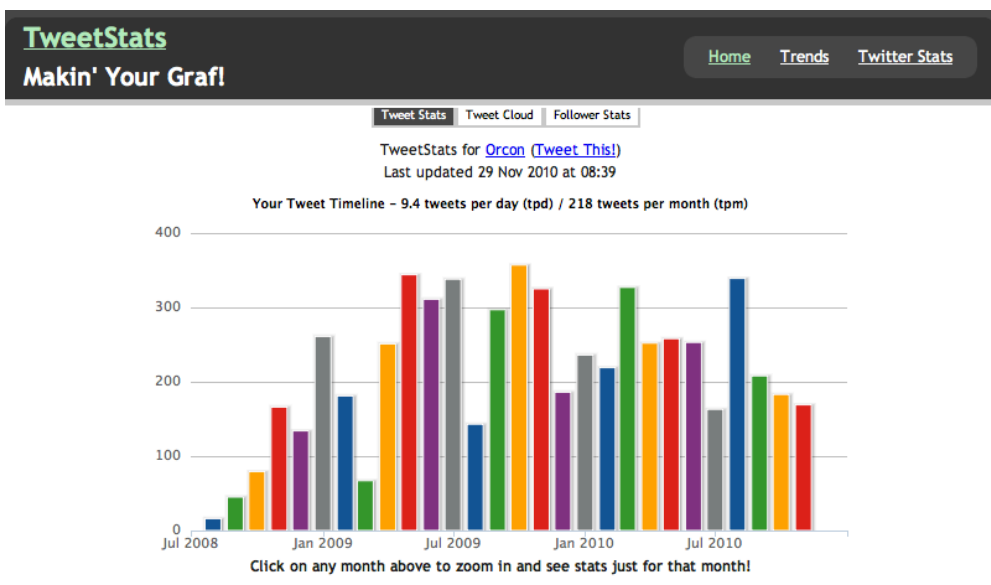 TweetStats
Makin' Your Graf!
Home Trends Twitter Stats
Tweet Stats Tweet Cloud Follower Stats
TweetStats for Orcon (Tweet This!)
Last updated 29 Nov 2010 at 08:39
Your Tweet Timeline – 9.4 tweets per day (tpd) / 218 tweets per month (tpm)
400
300
200
100
0
Jul 2008 Jan 2009 Jul 2009 Jan 2010 Jul 2010
Click on any month above to zoom in and see stats just for that month!